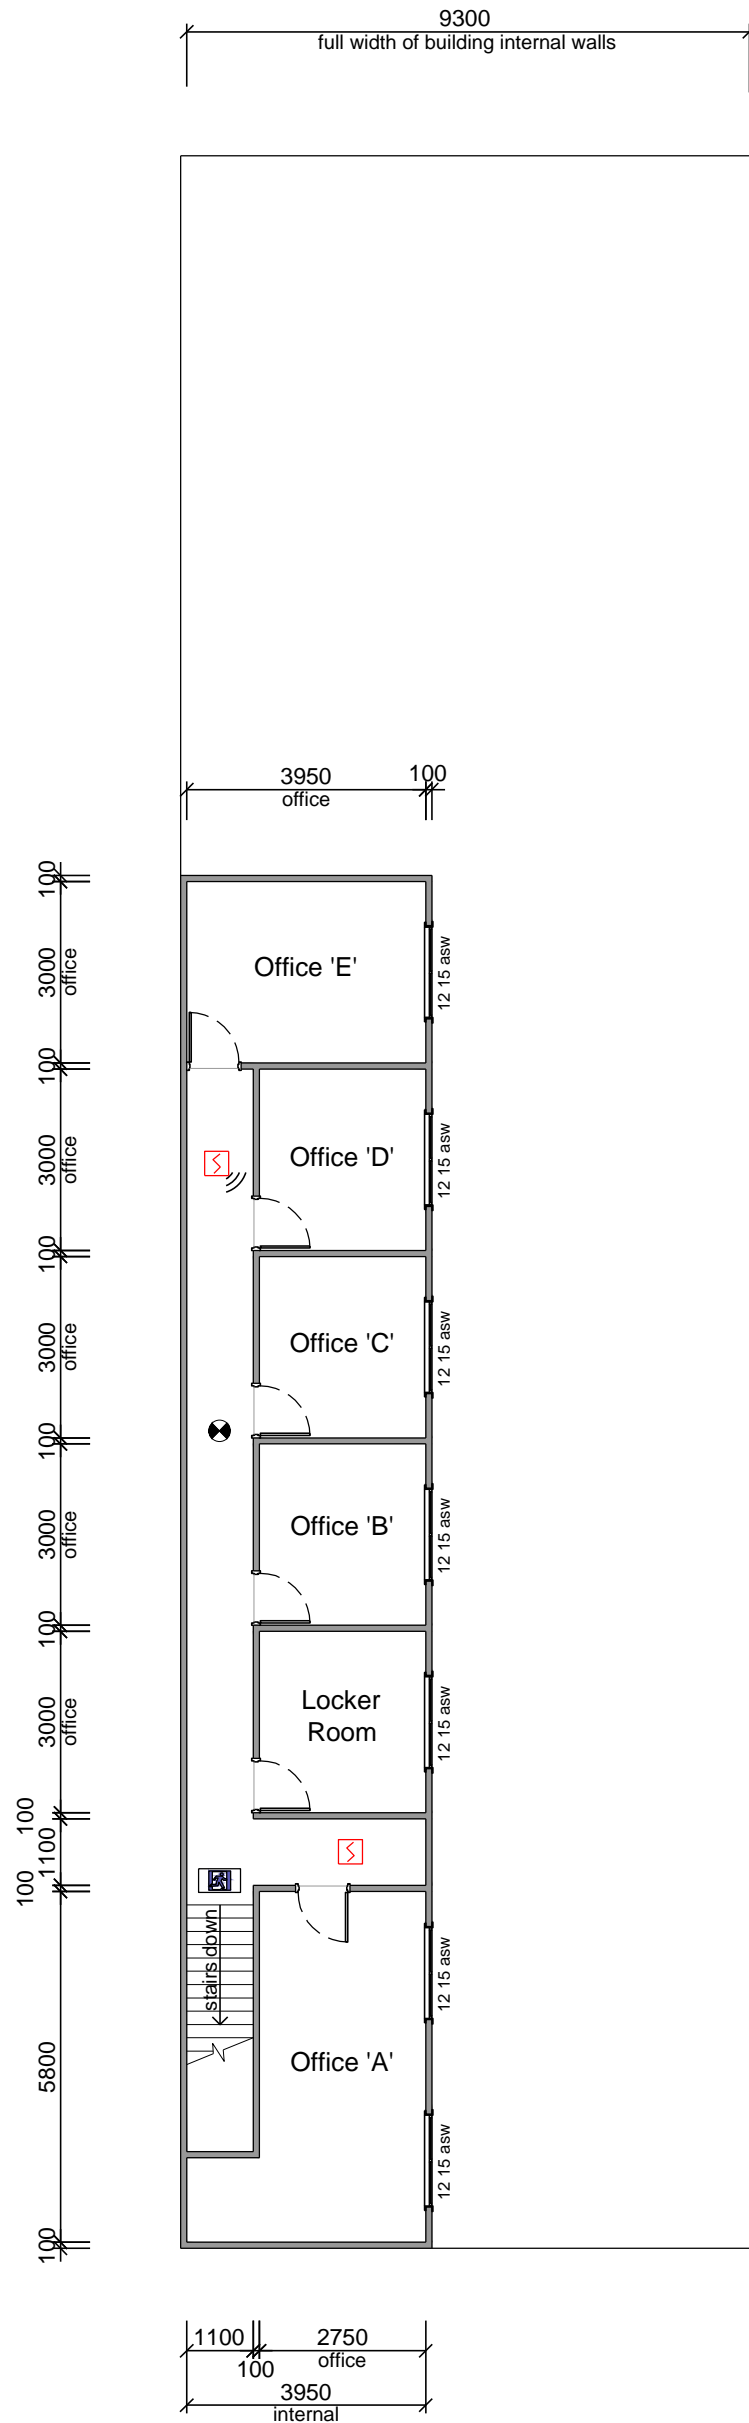 9300
full width of building internal walls
3950
100
office
100
3000
office
Office 'E'
12 15 asw
100
3000
office
Office 'D'
12 15 asw
100
3000
office
Office 'C'
12 15 asw
100
3000
office
Office 'B'
12 15 asw
100
3000
office
Locker
Room
12 15 asw
100
1100
100
stairs down
12 15 asw
5800
Office 'A'
12 15 asw
100
1100
2750
100
office
3950
internal